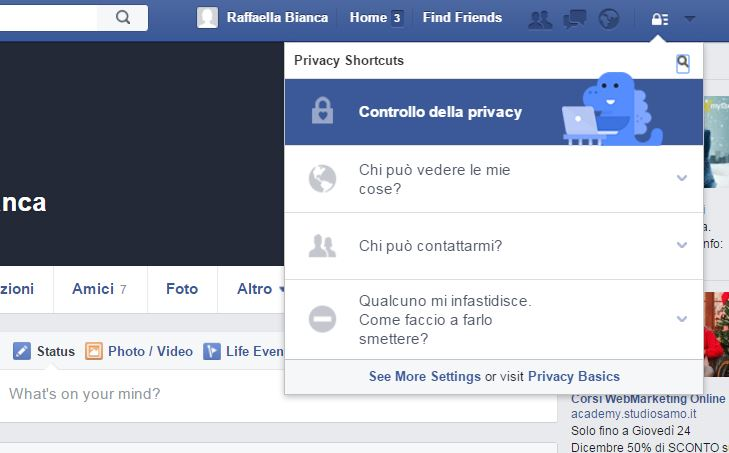 Raffaella Bianca Home 3 Find Friends
Privacy Shortcuts
Controllo della privacy
Chi può vedere le mie
cose?
Chi può contattarmi?
Qualcuno mi infastidisce.
Come faccio a farlo
smettere?
See More Settings or visit Privacy Basics
nca
zioni Amici 7 Foto Altro
Status Photo / Video Life Even
What's on your mind?
a.
nfo:
Corsi WebMarketing Online
academy.studiosamo.it
Solo fino a Giovedì 24
Dicembre 50% di SCONTO s